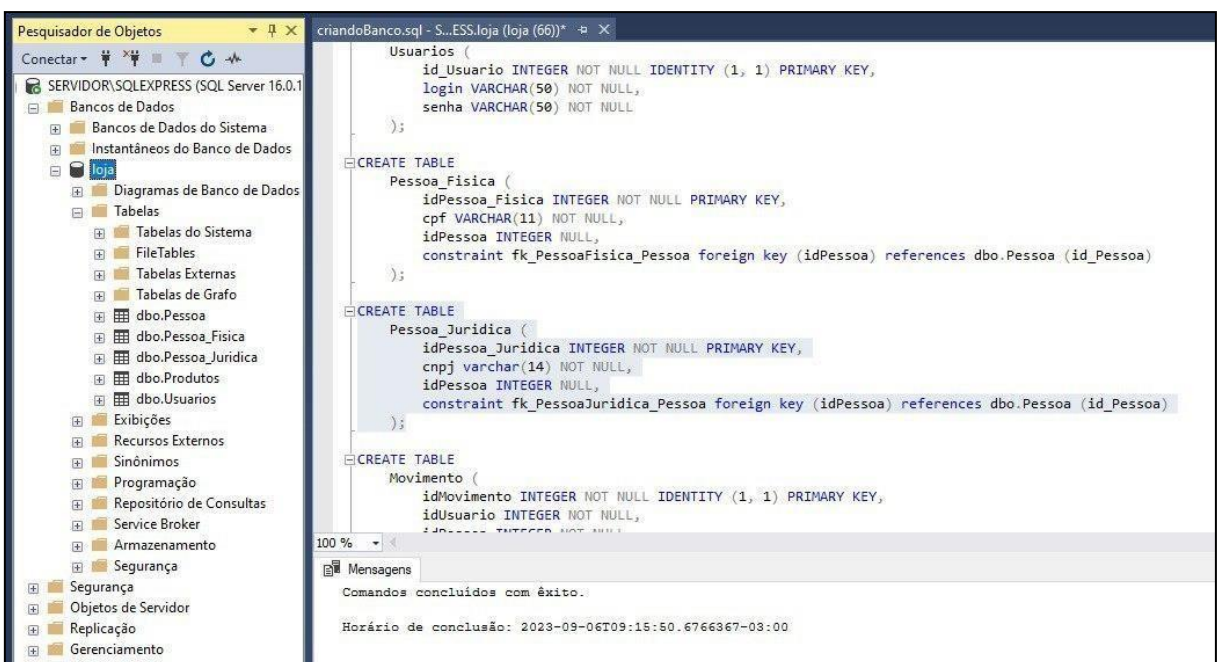 Pesquisador de Objetos
Conectar
SERVIDOR\SQLEXPRESS (SQL Server 16.0.1
Bancos de Dados
Bancos de Dados do Sistema
Instantâneos do Banco de Dados
loja
Diagramas de Banco de Dados
Tabelas
Tabelas do Sistema
FileTables
Tabelas Externas
Tabelas de Grafo
dbo.Pessoa
dbo.Pessoa_Fisica
dbo.Pessoa_Juridica
dbo.Produtos
dbo.Usuarios
Exibições
Recursos Externos
Sinônimos
Programação
Repositório de Consultas
Service Broker
Armazenamento
Segurança
Segurança
Objetos de Servidor
Replicação
Gerenciamento
criandoBanco.sql - S...ESS.loja (loja (66))*
Usuarios (
id_Usuario INTEGER NOT NULL IDENTITY (1, 1) PRIMARY KEY,
login VARCHAR(50) NOT NULL,
senha VARCHAR(50) NOT NULL
);
CREATE TABLE
Pessoa_Fisica (
idPessoa_Fisica INTEGER NOT NULL PRIMARY KEY,
cpf VARCHAR(11) NOT NULL,
idPessoa INTEGER NULL,
constraint fk_PessoaFisica_Pessoa foreign key (idPessoa) references dbo.Pessoa (id_Pessoa)
);
CREATE TABLE
Pessoa_Juridica (
idPessoa_Juridica INTEGER NOT NULL PRIMARY KEY,
cnpj varchar(14) NOT NULL,
idPessoa INTEGER NULL,
constraint fk_PessoaJuridica_Pessoa foreign key (idPessoa) references dbo.Pessoa (id_Pessoa)
);
CREATE TABLE
Movimento (
idMovimento INTEGER NOT NULL IDENTITY (1, 1) PRIMARY KEY,
idUsuario INTEGER NOT NULL,
idPessoa INTEGER NOT NULL
100 %
Mensagens
Comandos concluídos com êxito.
Horário de conclusão: 2023-09-06T09:15:50.6766367-03:00